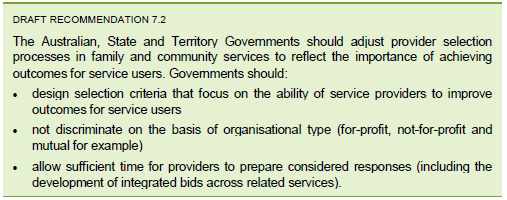 DRAFT RECOMMENDATION 7.2
The Australian, State and Territory Governments should adjust provider selection
processes in family and community services to reflect the importance of achieving
outcomes for service users. Governments should:
• design selection criteria that focus on the ability of service providers to improve
outcomes for service users
• not discriminate on the basis of organisational type (for-profit, not-for-profit and
mutual for example)
• allow sufficient time for providers to prepare considered responses (including the
development of integrated bids across related services).